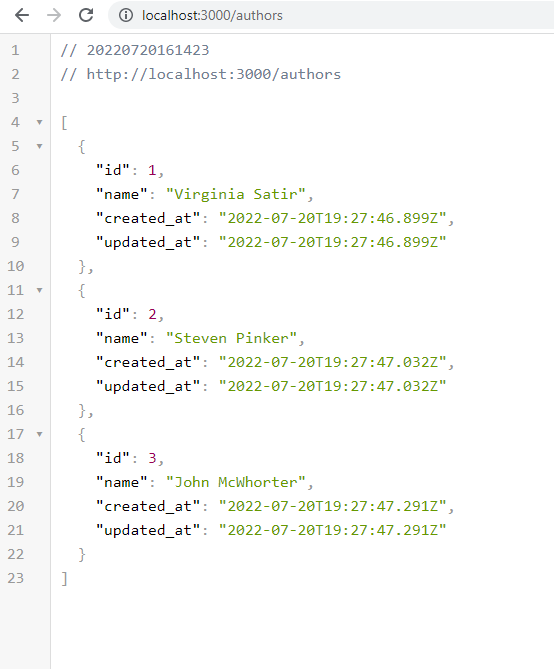 localhost:3000/authors
1 // 20220720161423
2 // http://localhost:3000/authors
3
4 [
5 {
6 "id": 1,
7 "name": "Virginia Satir",
8 "created_at": "2022-07-20T19:27:46.899Z",
9 "updated_at": "2022-07-20T19:27:46.899Z"
10 },
11 {
12 "id": 2,
13 "name": "Steven Pinker",
14 "created_at": "2022-07-20T19:27:47.032Z",
15 "updated_at": "2022-07-20T19:27:47.032Z"
16 },
17 {
18 "id": 3,
19 "name": "John McWhorter",
20 "created_at": "2022-07-20T19:27:47.291Z",
21 "updated_at": "2022-07-20T19:27:47.291Z"
22 }
23 ]